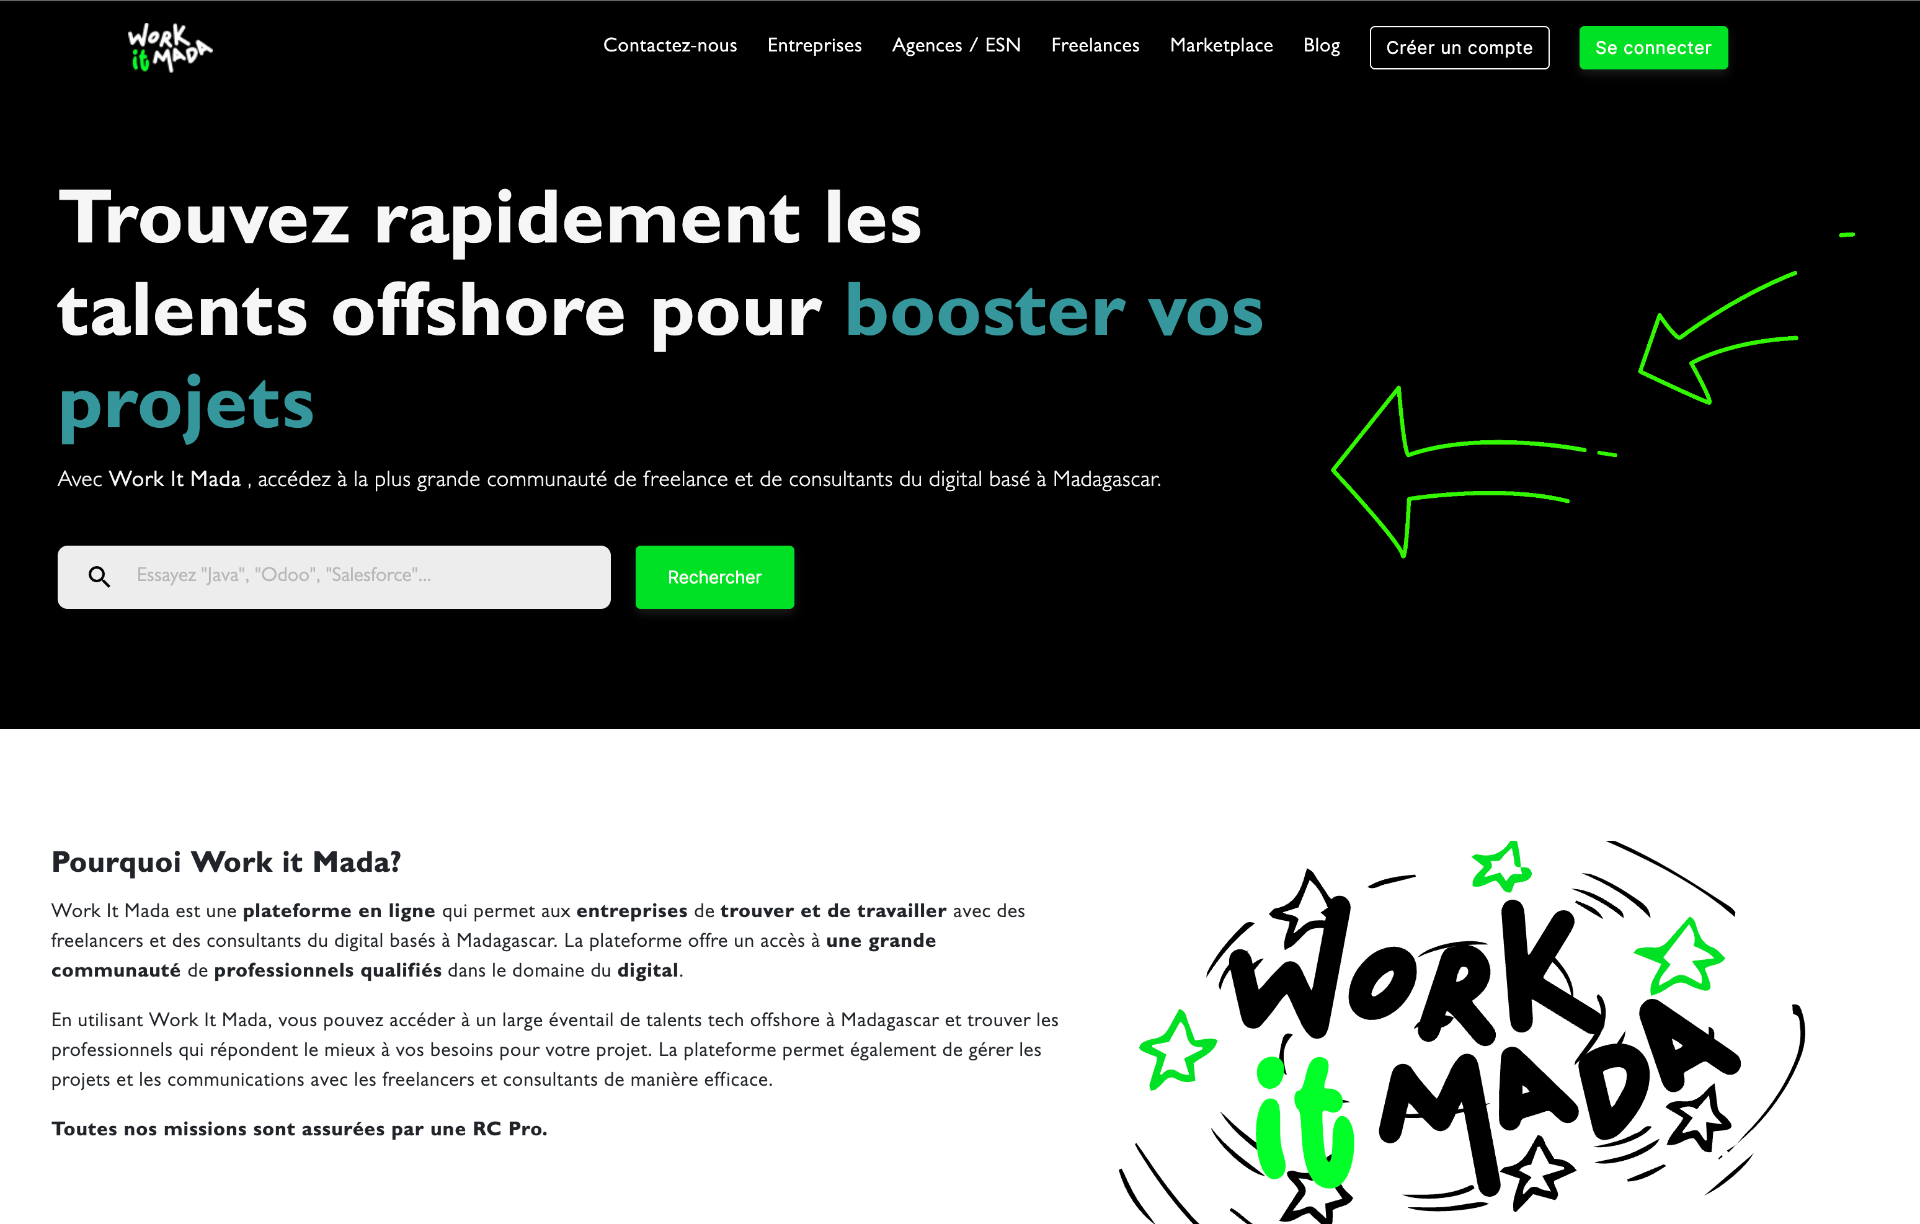 WORK
it MADA
Contactez-nous Entreprises Agences / ESN Freelances Marketplace Blog Créer un compte Se connecter
Trouvez rapidement les
talents offshore pour booster vos
projets
Avec Work It Mada , accédez à la plus grande communauté de freelance et de consultants du digital basé à Madagascar.
Essayez "Java", "Odoo", "Salesforce"... Rechercher
Pourquoi Work it Mada?
Work It Mada est une plateforme en ligne qui permet aux entreprises de trouver et de travailler avec des
freelancers et des consultants du digital basés à Madagascar. La plateforme offre un accès à une grande
communauté de professionnels qualifiés dans le domaine du digital.
En utilisant Work It Mada, vous pouvez accéder à un large éventail de talents tech offshore à Madagascar et trouver les
professionnels qui répondent le mieux à vos besoins pour votre projet. La plateforme permet également de gérer les
projets et les communications avec les freelancers et consultants de manière efficace.
Toutes nos missions sont assurées par une RC Pro.
WORK
it MADA